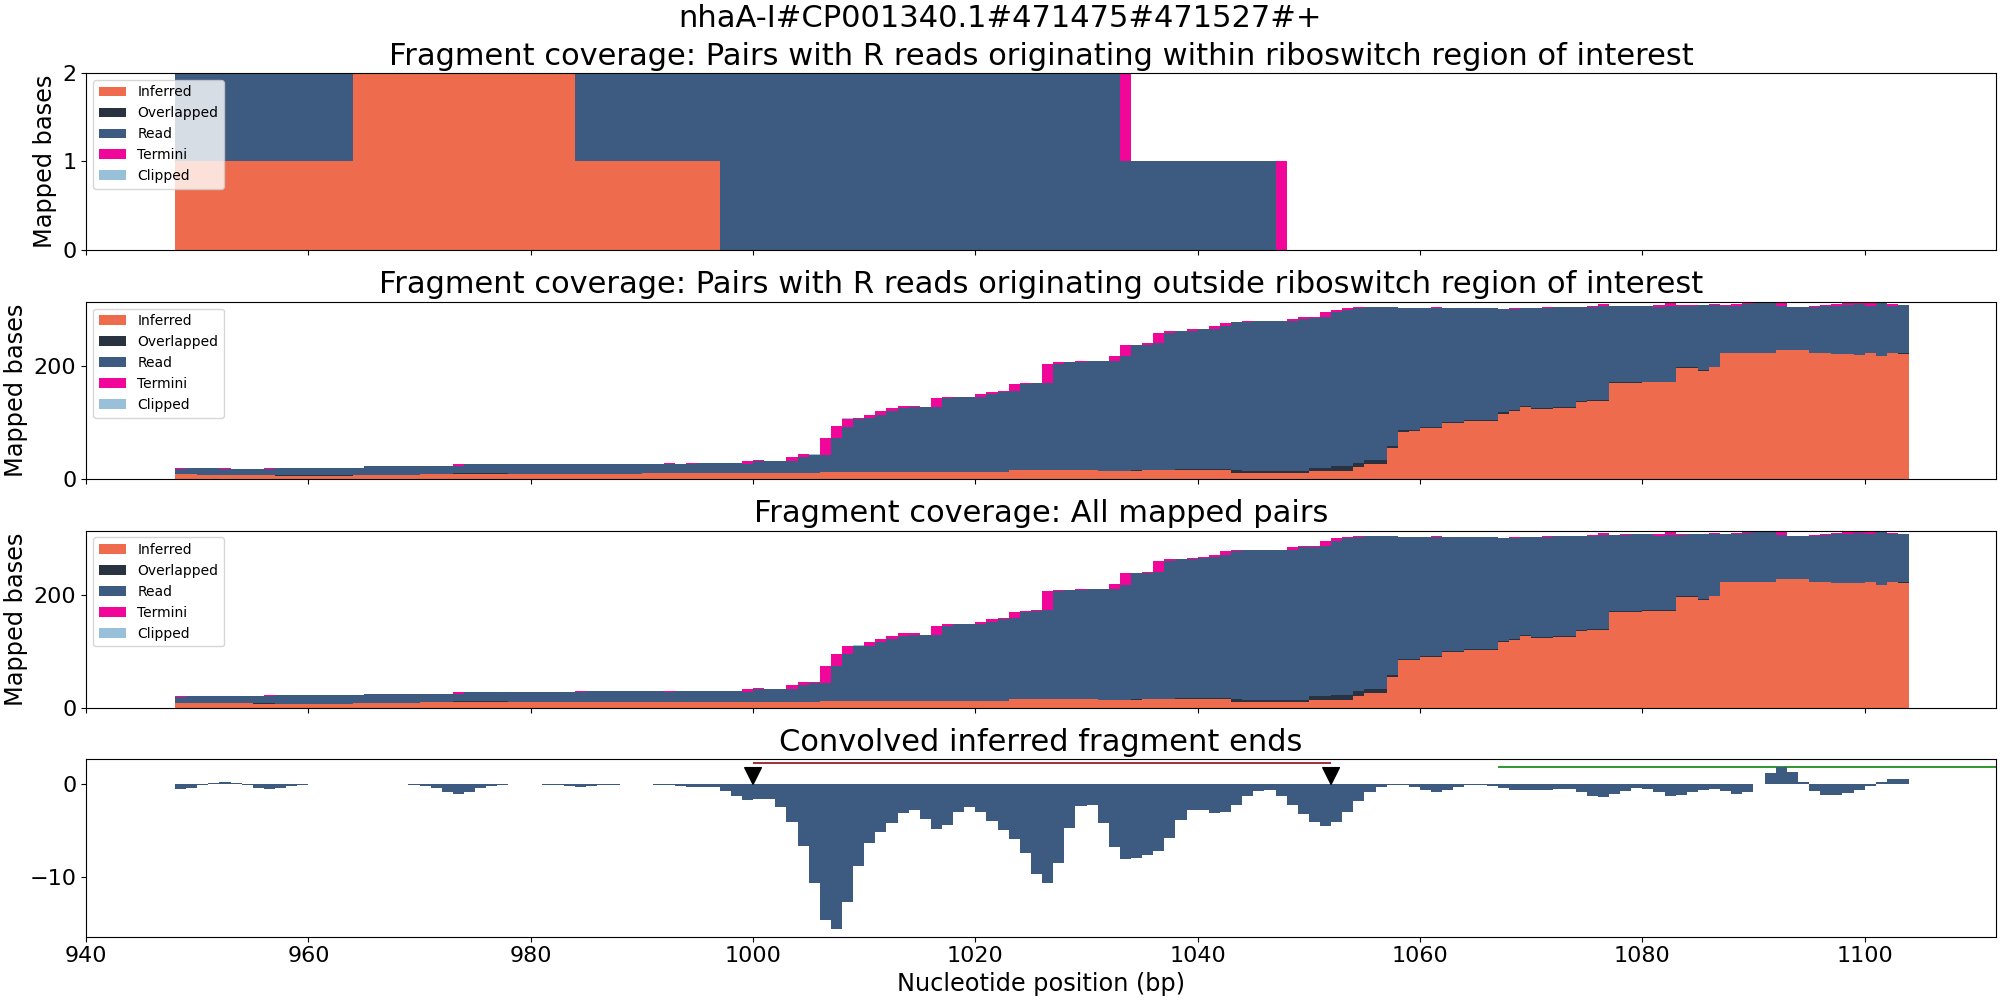 nhaA-I#CP001340.1#471475#471527#+
Fragment coverage: Pairs with R reads originating within riboswitch region of interest
Mapped bases
2
1
0
Inferred
Overlapped
Read
Termini
Clipped
Fragment coverage: Pairs with R reads originating outside riboswitch region of interest
Mapped bases
200
0
Inferred
Overlapped
Read
Termini
Clipped
Fragment coverage: All mapped pairs
Mapped bases
200
0
Inferred
Overlapped
Read
Termini
Clipped
Convolved inferred fragment ends
0
−10
940 960 980 1000 1020 1040 1060 1080 1100
Nucleotide position (bp)